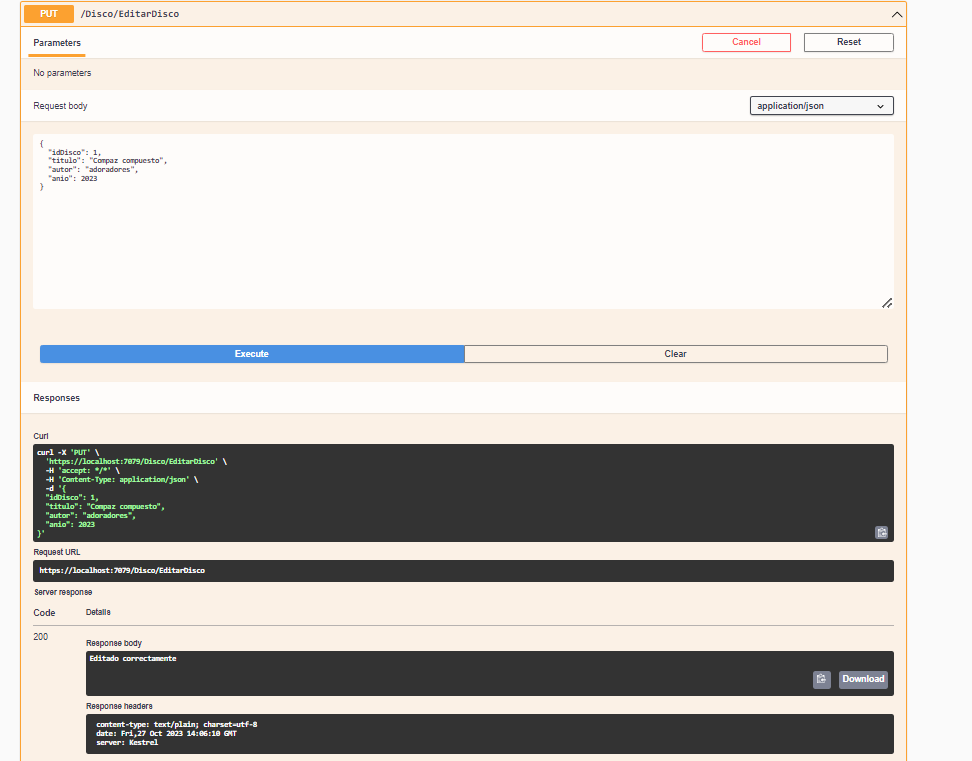 PUT /Disco/EditarDisco
Parameters Cancel Reset
No parameters
Request body application/json
{
"idDisco": 1,
"titulo": "Compaz compuesto",
"autor": "adoradores",
"anio": 2023
}
Execute Clear
Responses
Curl
curl -X 'PUT' \
'https://localhost:7079/Disco/EditarDisco' \
-H 'accept: */*' \
-H 'Content-Type: application/json' \
-d '{
"idDisco": 1,
"titulo": "Compaz compuesto",
"autor": "adoradores",
"anio": 2023
}'
Request URL
https://localhost:7079/Disco/EditarDisco
Server response
Code Details
200
Response body
Editado correctamente
Download
Response headers
content-type: text/plain; charset=utf-8
date: Fri,27 Oct 2023 14:06:10 GMT
server: Kestrel